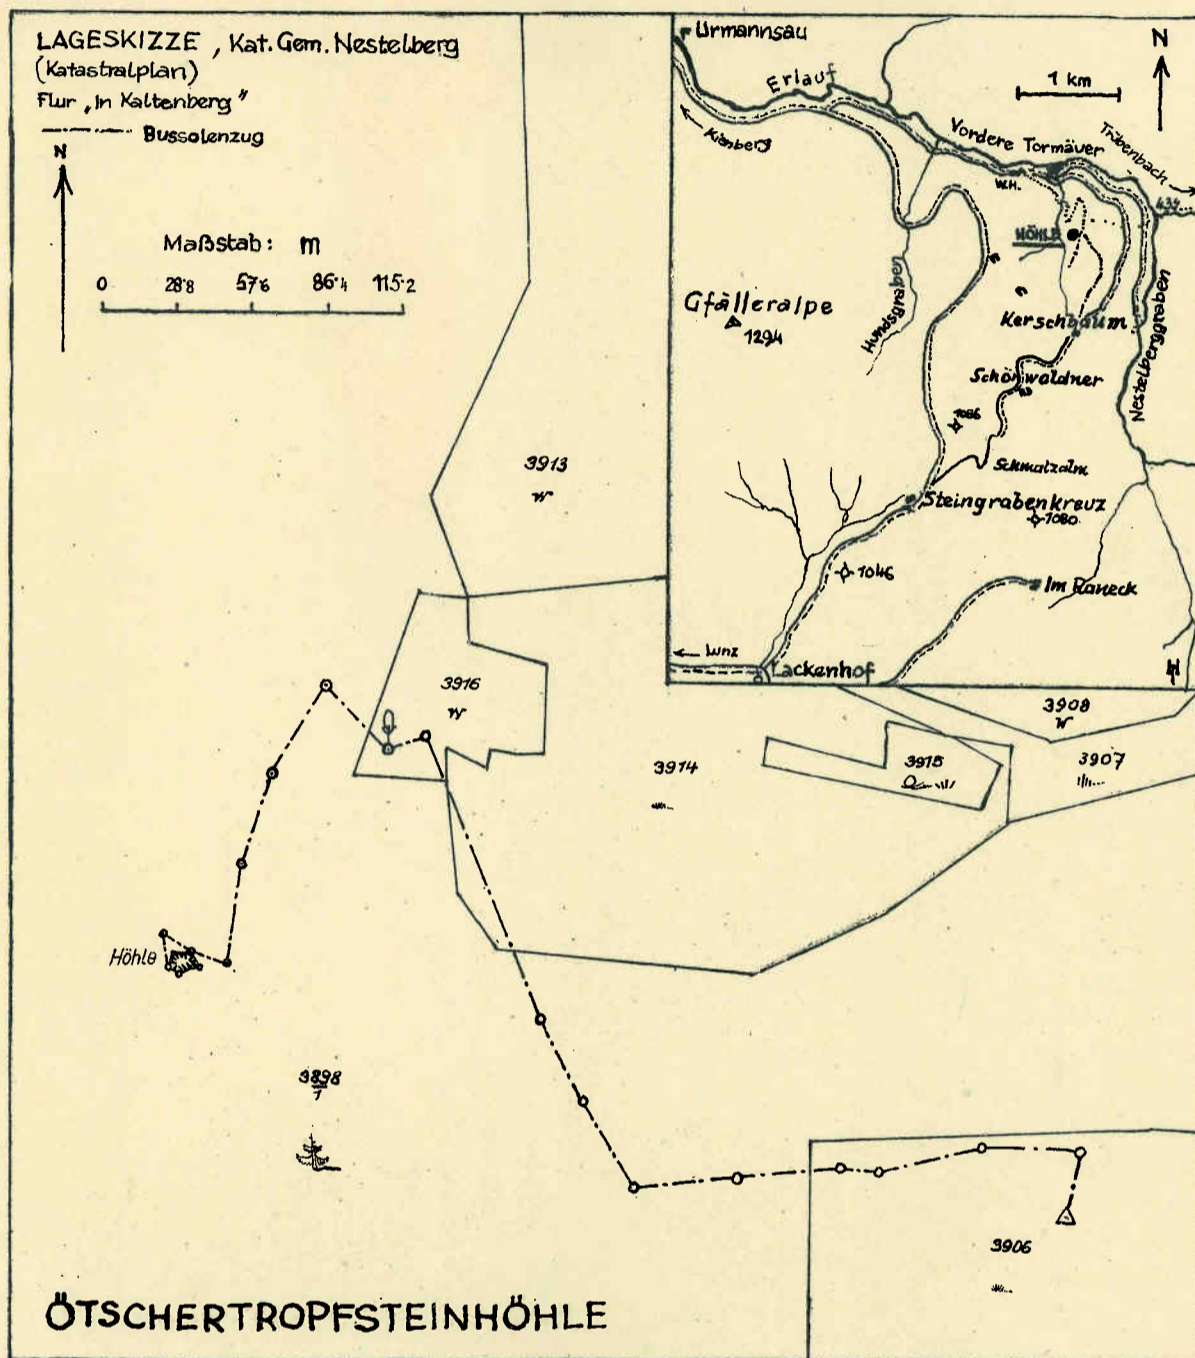 LAGESKIZZE , Kat. Gem. Nestelberg
(Katastralplan)
Flur „In Kaltenberg"
Bussolenzug
N
Maßstab: m
0 28·8 57·6 86·4 115·2
Urmannsau
Erlauf
1 km
N
Kienberg
Vordere Tormäuer
Trübenbach
W.H.
434
HÖHLE
Hundsgraben
Gfälleralpe
1294
Kerschbaum
Nestelberggraben
Schönwaldner
1086
Schmalzalm
Steingrabenkreuz
1080
1046
Im Raneck
Lunz
Lackenhof
3913
W
3916
W
3914
3915
3908
W
3907
Höhle
3898
1
3906
ÖTSCHERTROPFSTEINHÖHLE